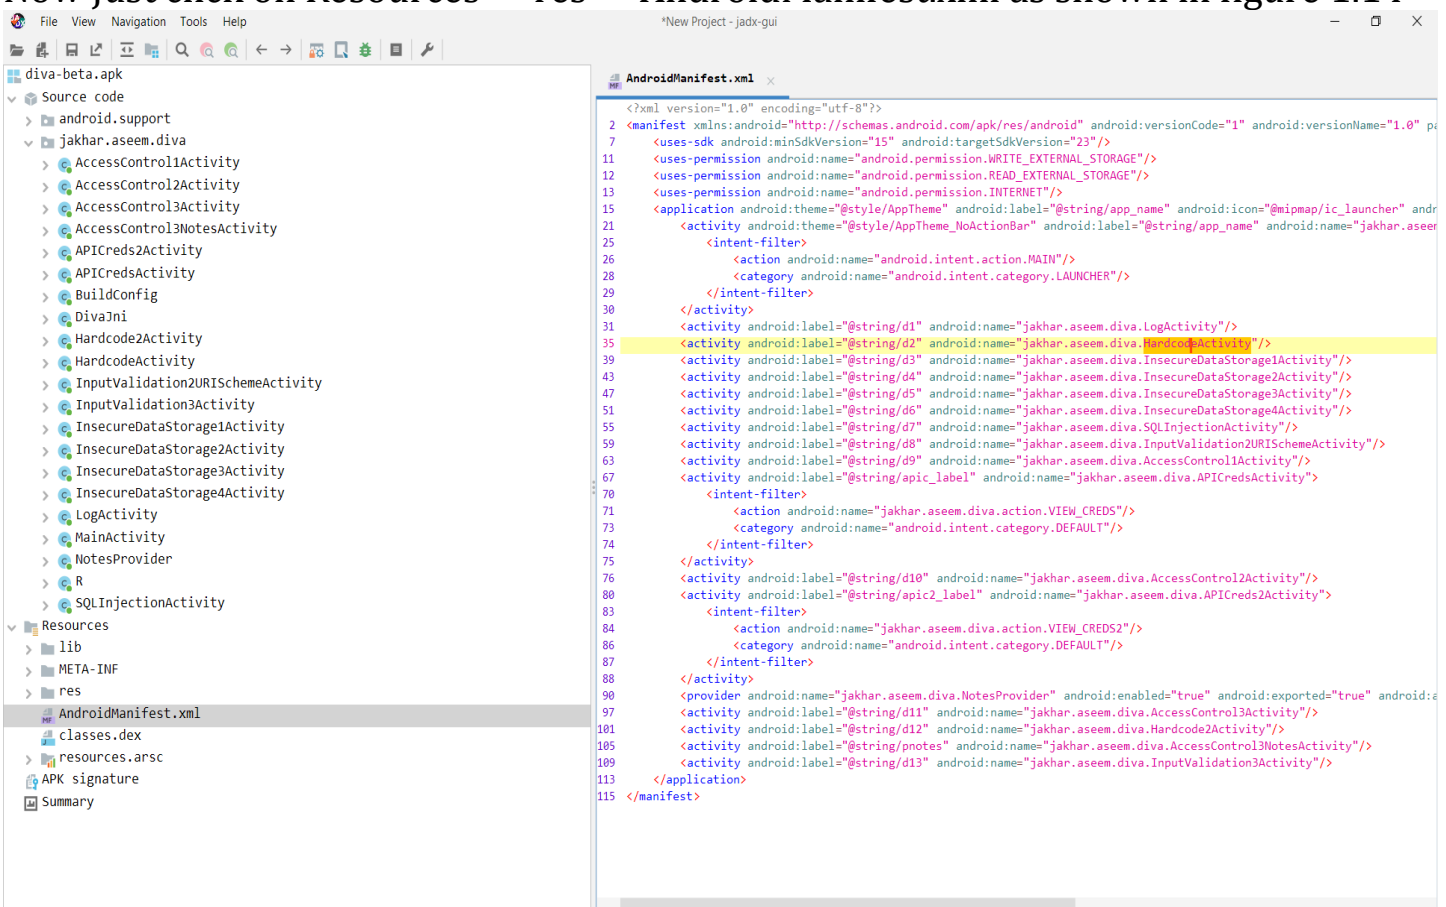 Now just click on Resources res AndroidManifest.xml as shown in figure 1.14
File View Navigation Tools Help
*New Project - jadx-gui
diva-beta.apk
Source code
android.support
jakhar.aseem.diva
AccessControl1Activity
AccessControl2Activity
AccessControl3Activity
AccessControl3NotesActivity
APICreds2Activity
APICredsActivity
BuildConfig
DivaJni
Hardcode2Activity
HardcodeActivity
InputValidation2URISchemeActivity
InputValidation3Activity
InsecureDataStorage1Activity
InsecureDataStorage2Activity
InsecureDataStorage3Activity
InsecureDataStorage4Activity
LogActivity
MainActivity
NotesProvider
R
SQLInjectionActivity
Resources
lib
META-INF
res
AndroidManifest.xml
classes.dex
resources.arsc
APK signature
Summary
AndroidManifest.xml
<?xml version="1.0" encoding="utf-8"?>
2 <manifest xmlns:android="http://schemas.android.com/apk/res/android" android:versionCode="1" android:versionName="1.0" pa
7 <uses-sdk android:minSdkVersion="15" android:targetSdkVersion="23"/>
11 <uses-permission android:name="android.permission.WRITE_EXTERNAL_STORAGE"/>
12 <uses-permission android:name="android.permission.READ_EXTERNAL_STORAGE"/>
13 <uses-permission android:name="android.permission.INTERNET"/>
15 <application android:theme="@style/AppTheme" android:label="@string/app_name" android:icon="@mipmap/ic_launcher" andr
21 <activity android:theme="@style/AppTheme_NoActionBar" android:label="@string/app_name" android:name="jakhar.aseem
25 <intent-filter>
26 <action android:name="android.intent.action.MAIN"/>
28 <category android:name="android.intent.category.LAUNCHER"/>
29 </intent-filter>
30 </activity>
31 <activity android:label="@string/d1" android:name="jakhar.aseem.diva.LogActivity"/>
35 <activity android:label="@string/d2" android:name="jakhar.aseem.diva.HardcodeActivity"/>
39 <activity android:label="@string/d3" android:name="jakhar.aseem.diva.InsecureDataStorage1Activity"/>
43 <activity android:label="@string/d4" android:name="jakhar.aseem.diva.InsecureDataStorage2Activity"/>
47 <activity android:label="@string/d5" android:name="jakhar.aseem.diva.InsecureDataStorage3Activity"/>
51 <activity android:label="@string/d6" android:name="jakhar.aseem.diva.InsecureDataStorage4Activity"/>
55 <activity android:label="@string/d7" android:name="jakhar.aseem.diva.SQLInjectionActivity"/>
59 <activity android:label="@string/d8" android:name="jakhar.aseem.diva.InputValidation2URISchemeActivity"/>
63 <activity android:label="@string/d9" android:name="jakhar.aseem.diva.AccessControl1Activity"/>
67 <activity android:label="@string/apic_label" android:name="jakhar.aseem.diva.APICredsActivity">
70 <intent-filter>
71 <action android:name="jakhar.aseem.diva.action.VIEW_CREDS"/>
73 <category android:name="android.intent.category.DEFAULT"/>
74 </intent-filter>
75 </activity>
76 <activity android:label="@string/d10" android:name="jakhar.aseem.diva.AccessControl2Activity"/>
80 <activity android:label="@string/apic2_label" android:name="jakhar.aseem.diva.APICreds2Activity">
83 <intent-filter>
84 <action android:name="jakhar.aseem.diva.action.VIEW_CREDS2"/>
86 <category android:name="android.intent.category.DEFAULT"/>
87 </intent-filter>
88 </activity>
90 <provider android:name="jakhar.aseem.diva.NotesProvider" android:enabled="true" android:exported="true" android:a
97 <activity android:label="@string/d11" android:name="jakhar.aseem.diva.AccessControl3Activity"/>
101 <activity android:label="@string/d12" android:name="jakhar.aseem.diva.Hardcode2Activity"/>
105 <activity android:label="@string/pnotes" android:name="jakhar.aseem.diva.AccessControl3NotesActivity"/>
109 <activity android:label="@string/d13" android:name="jakhar.aseem.diva.InputValidation3Activity"/>
113 </application>
115 </manifest>